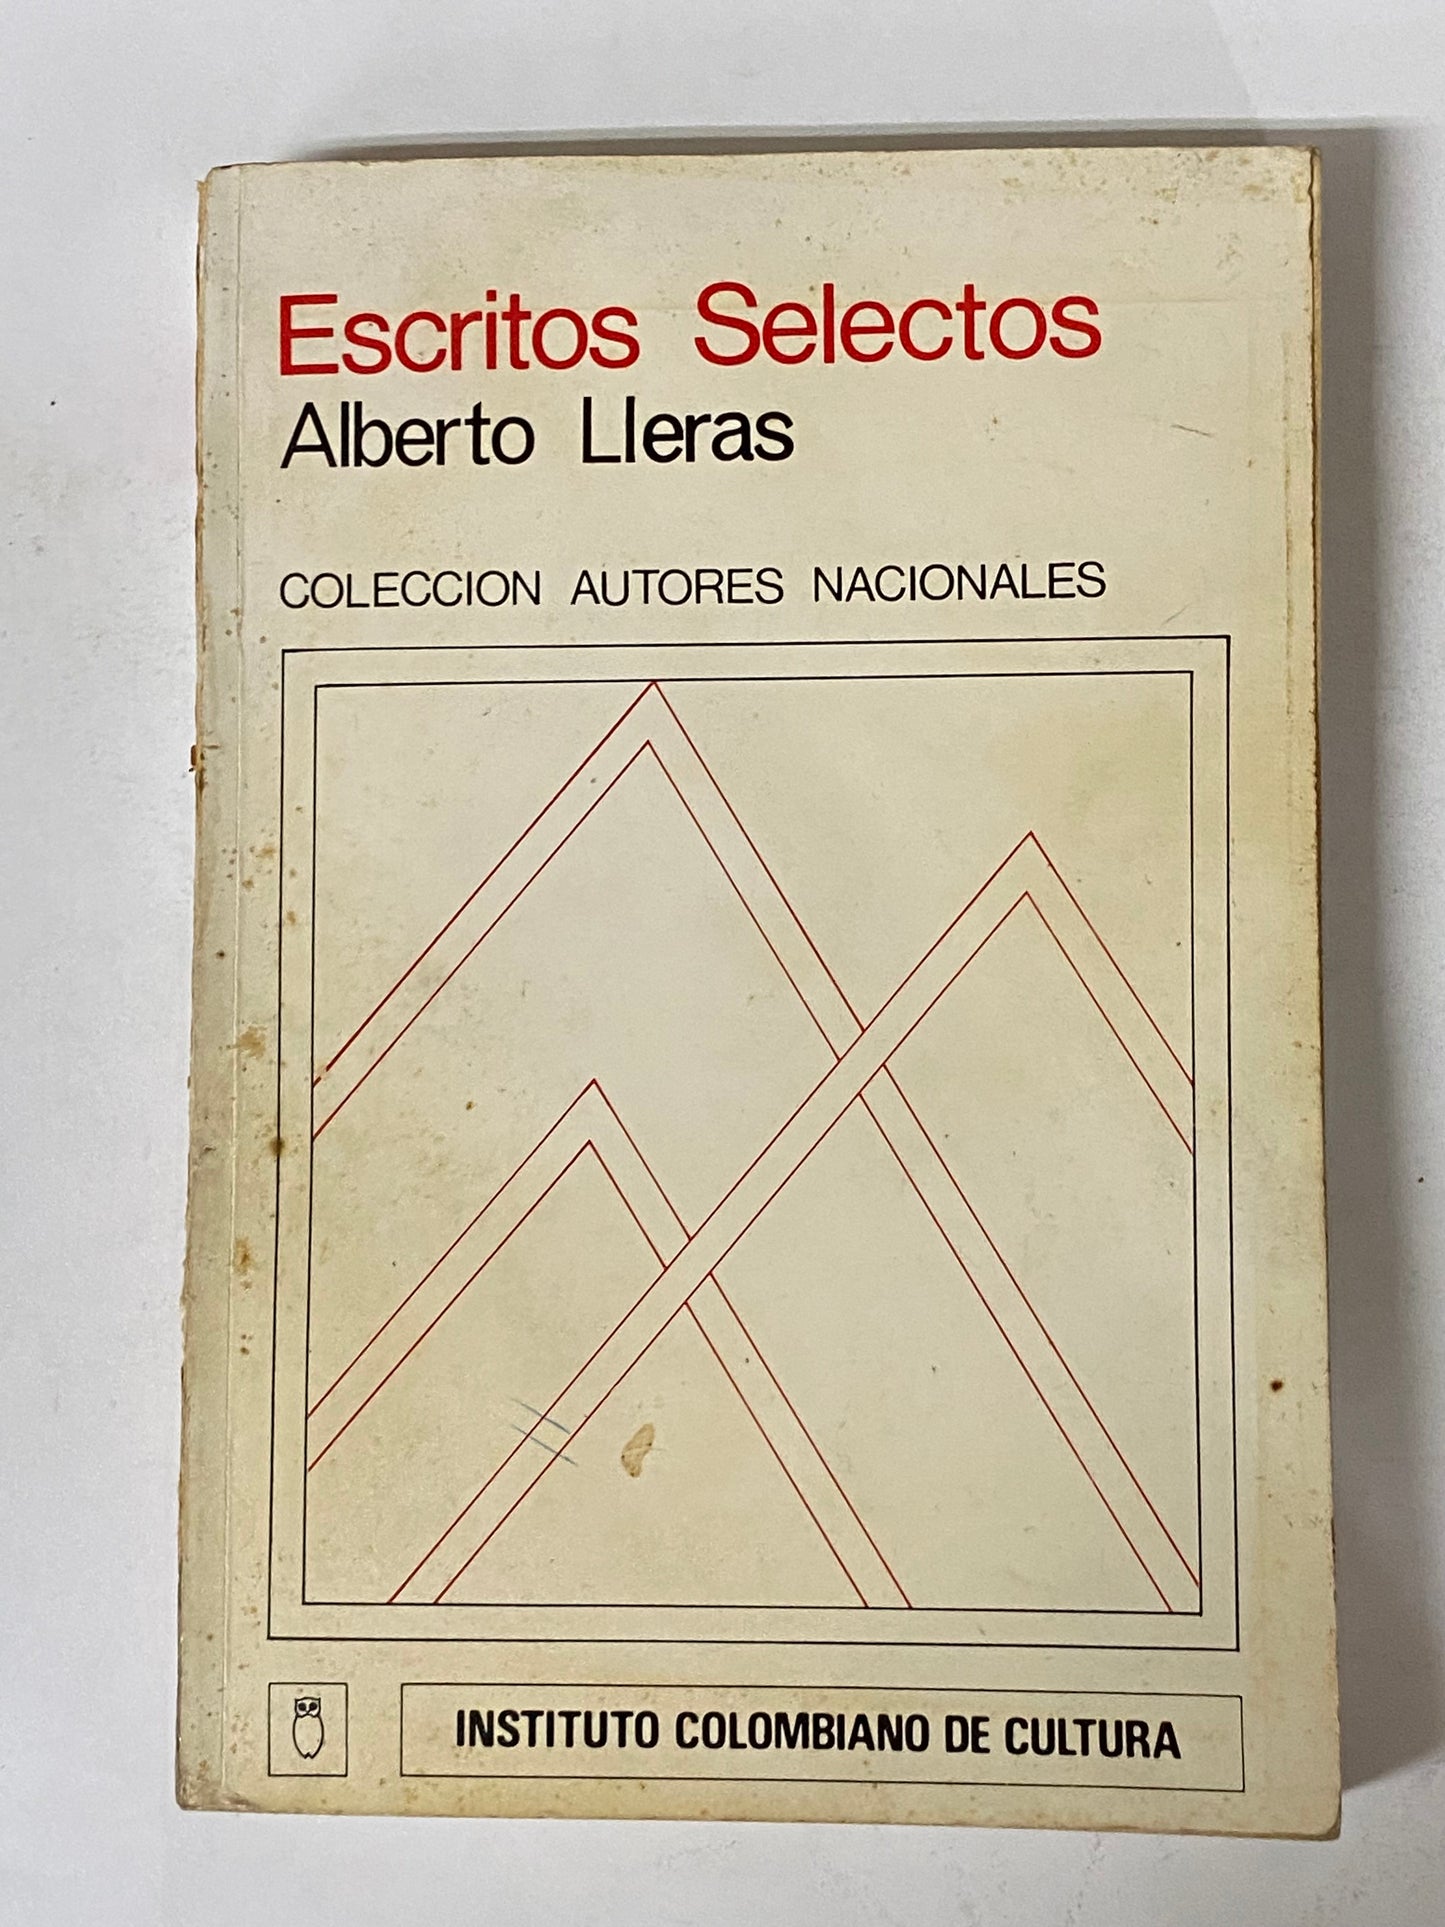 Escritos Selectos
Alberto Lleras
COLECCION AUTORES NACIONALES
INSTITUTO COLOMBIANO DE CULTURA